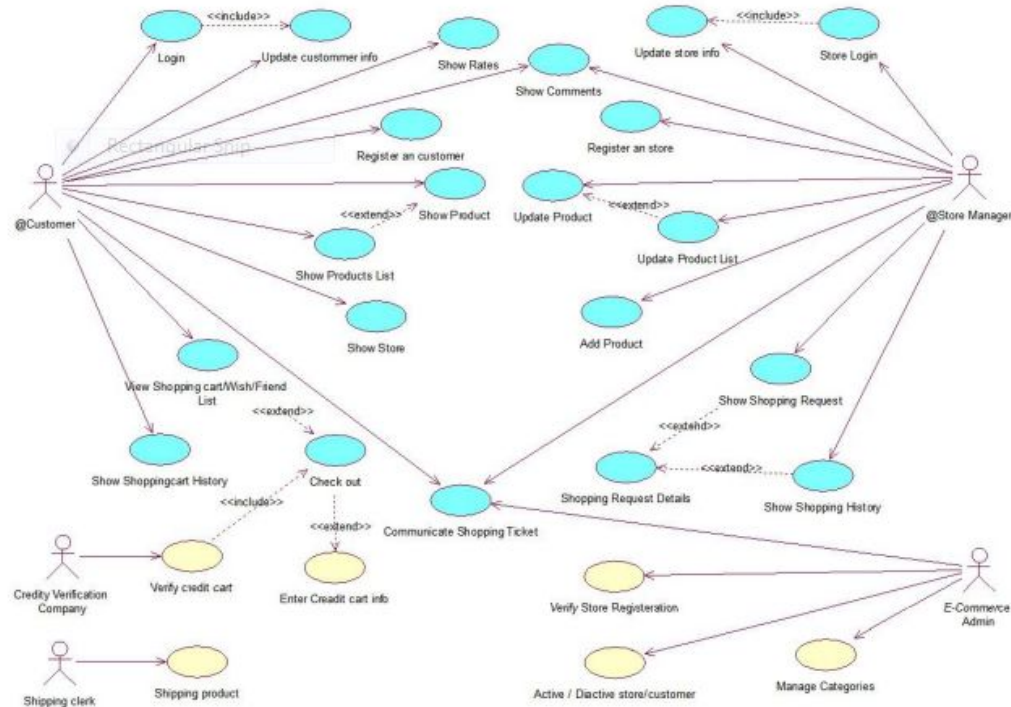 <<include>>
<<include>>
Login
Update custommer info
Show Rates
Update store info
Store Login
Show Comments
Rectangular Snip
Register an customer
Register an store
@Customer
<<extend>>
Show Product
Update Product
<<extend>>
@Store Manager
Show Products List
Update Product List
Show Store
Add Product
View Shopping cart/Wish/Friend
List
Show Shopping Request
<<extend>>
<<extend>>
Show Shoppingcart History
Check out
Shopping Request Details
<<extend>>
Show Shopping History
<<include>>
<<extend>>
Communicate Shopping Ticket
Credity Verification
Company
Verify credit cart
Enter Creadit cart info
Verify Store Registeration
E-Commerce
Admin
Shipping clerk
Shipping product
Active / Diactive store/customer
Manage Categories